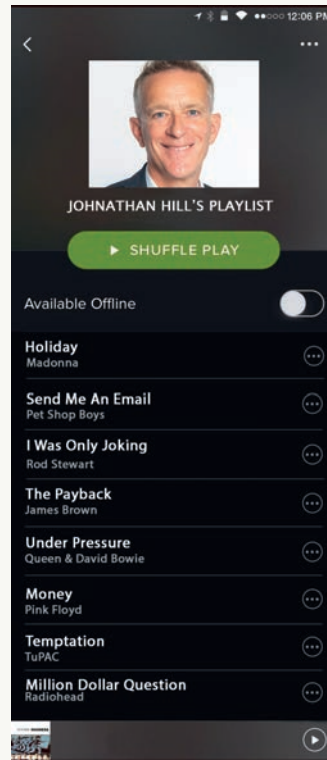 12:06 PM
JOHNATHAN HILL'S PLAYLIST
SHUFFLE PLAY
Available Offline
Holiday
Madonna
Send Me An Email
Pet Shop Boys
I Was Only Joking
Rod Stewart
The Payback
James Brown
Under Pressure
Queen & David Bowie
Money
Pink Floyd
Temptation
TuPAC
Million Dollar Question
Radiohead